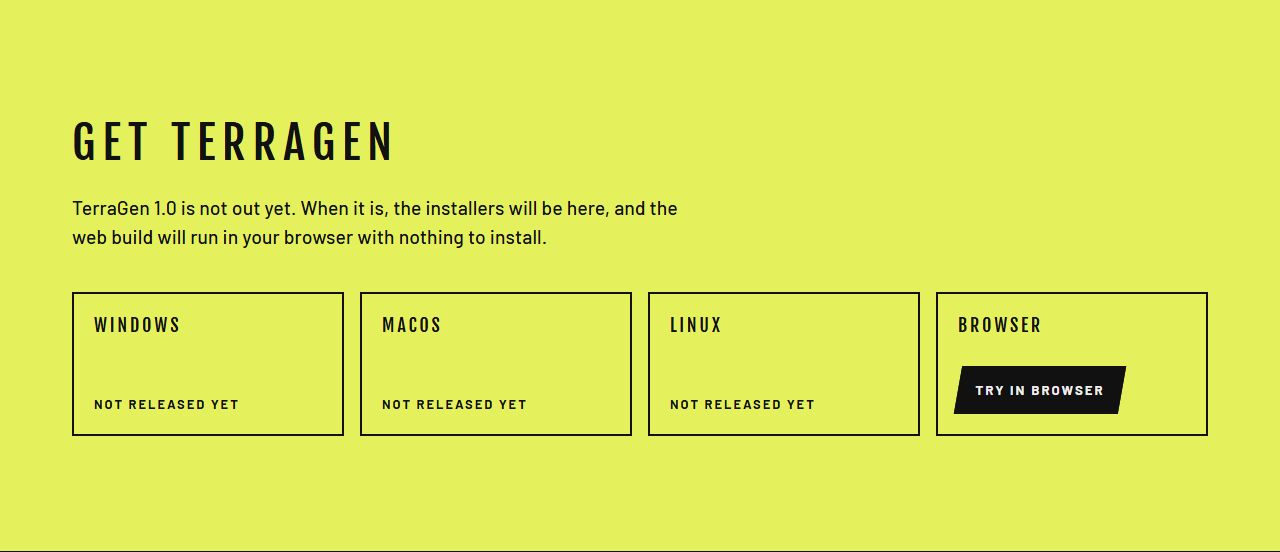 GET TERRAGEN
TerraGen 1.0 is not out yet. When it is, the installers will be here, and the
web build will run in your browser with nothing to install.
WINDOWS
NOT RELEASED YET
MACOS
NOT RELEASED YET
LINUX
NOT RELEASED YET
BROWSER
TRY IN BROWSER